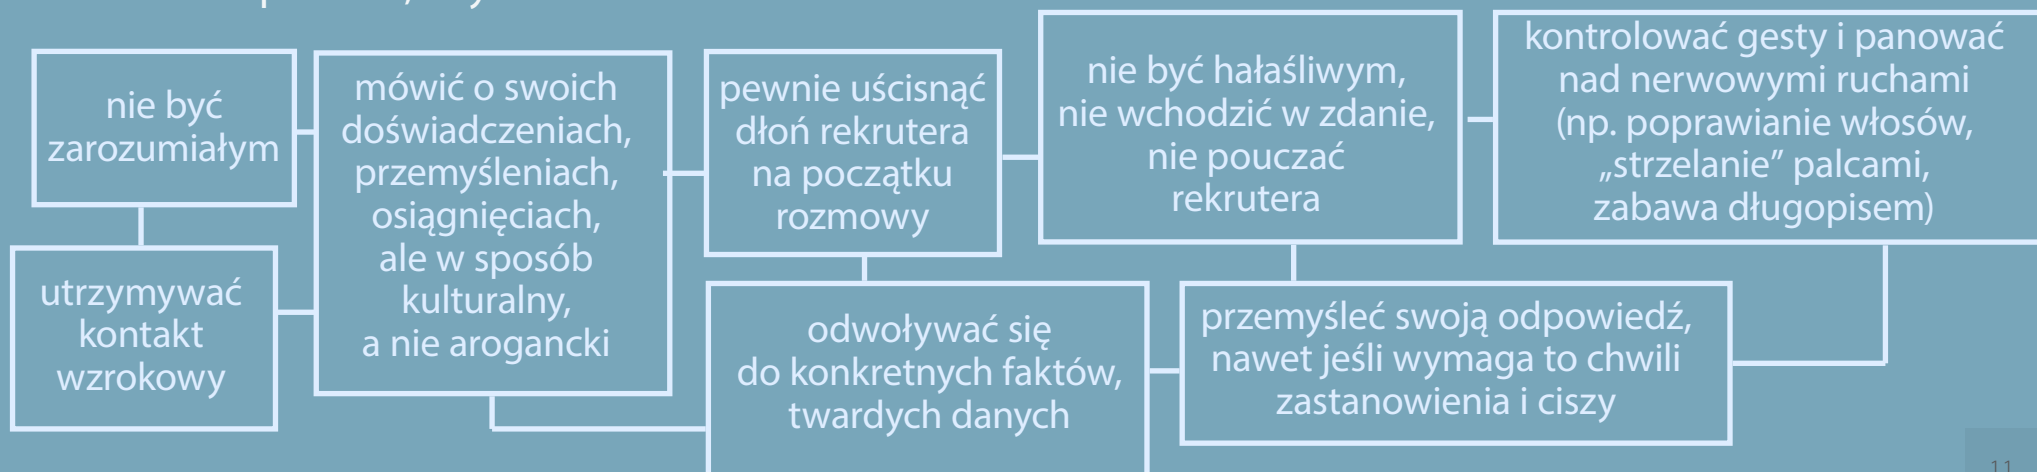 nie być
zarozumiałym
mówić o swoich
doświadczeniach,
przemyśleniach,
osiągnięciach,
ale w sposób
kulturalny,
a nie arogancki
pewnie uścisnąć
dłoń rekrutera
na początku
rozmowy
nie być hałaśliwym,
nie wchodzić w zdanie,
nie pouczać
rekrutera
kontrolować gesty i panować
nad nerwowymi ruchami
(np. poprawianie włosów,
„strzelanie” palcami,
zabawa długopisem)
utrzymywać
kontakt
wzrokowy
odwoływać się
do konkretnych faktów,
twardych danych
przemyśleć swoją odpowiedź,
nawet jeśli wymaga to chwili
zastanowienia i ciszy
11